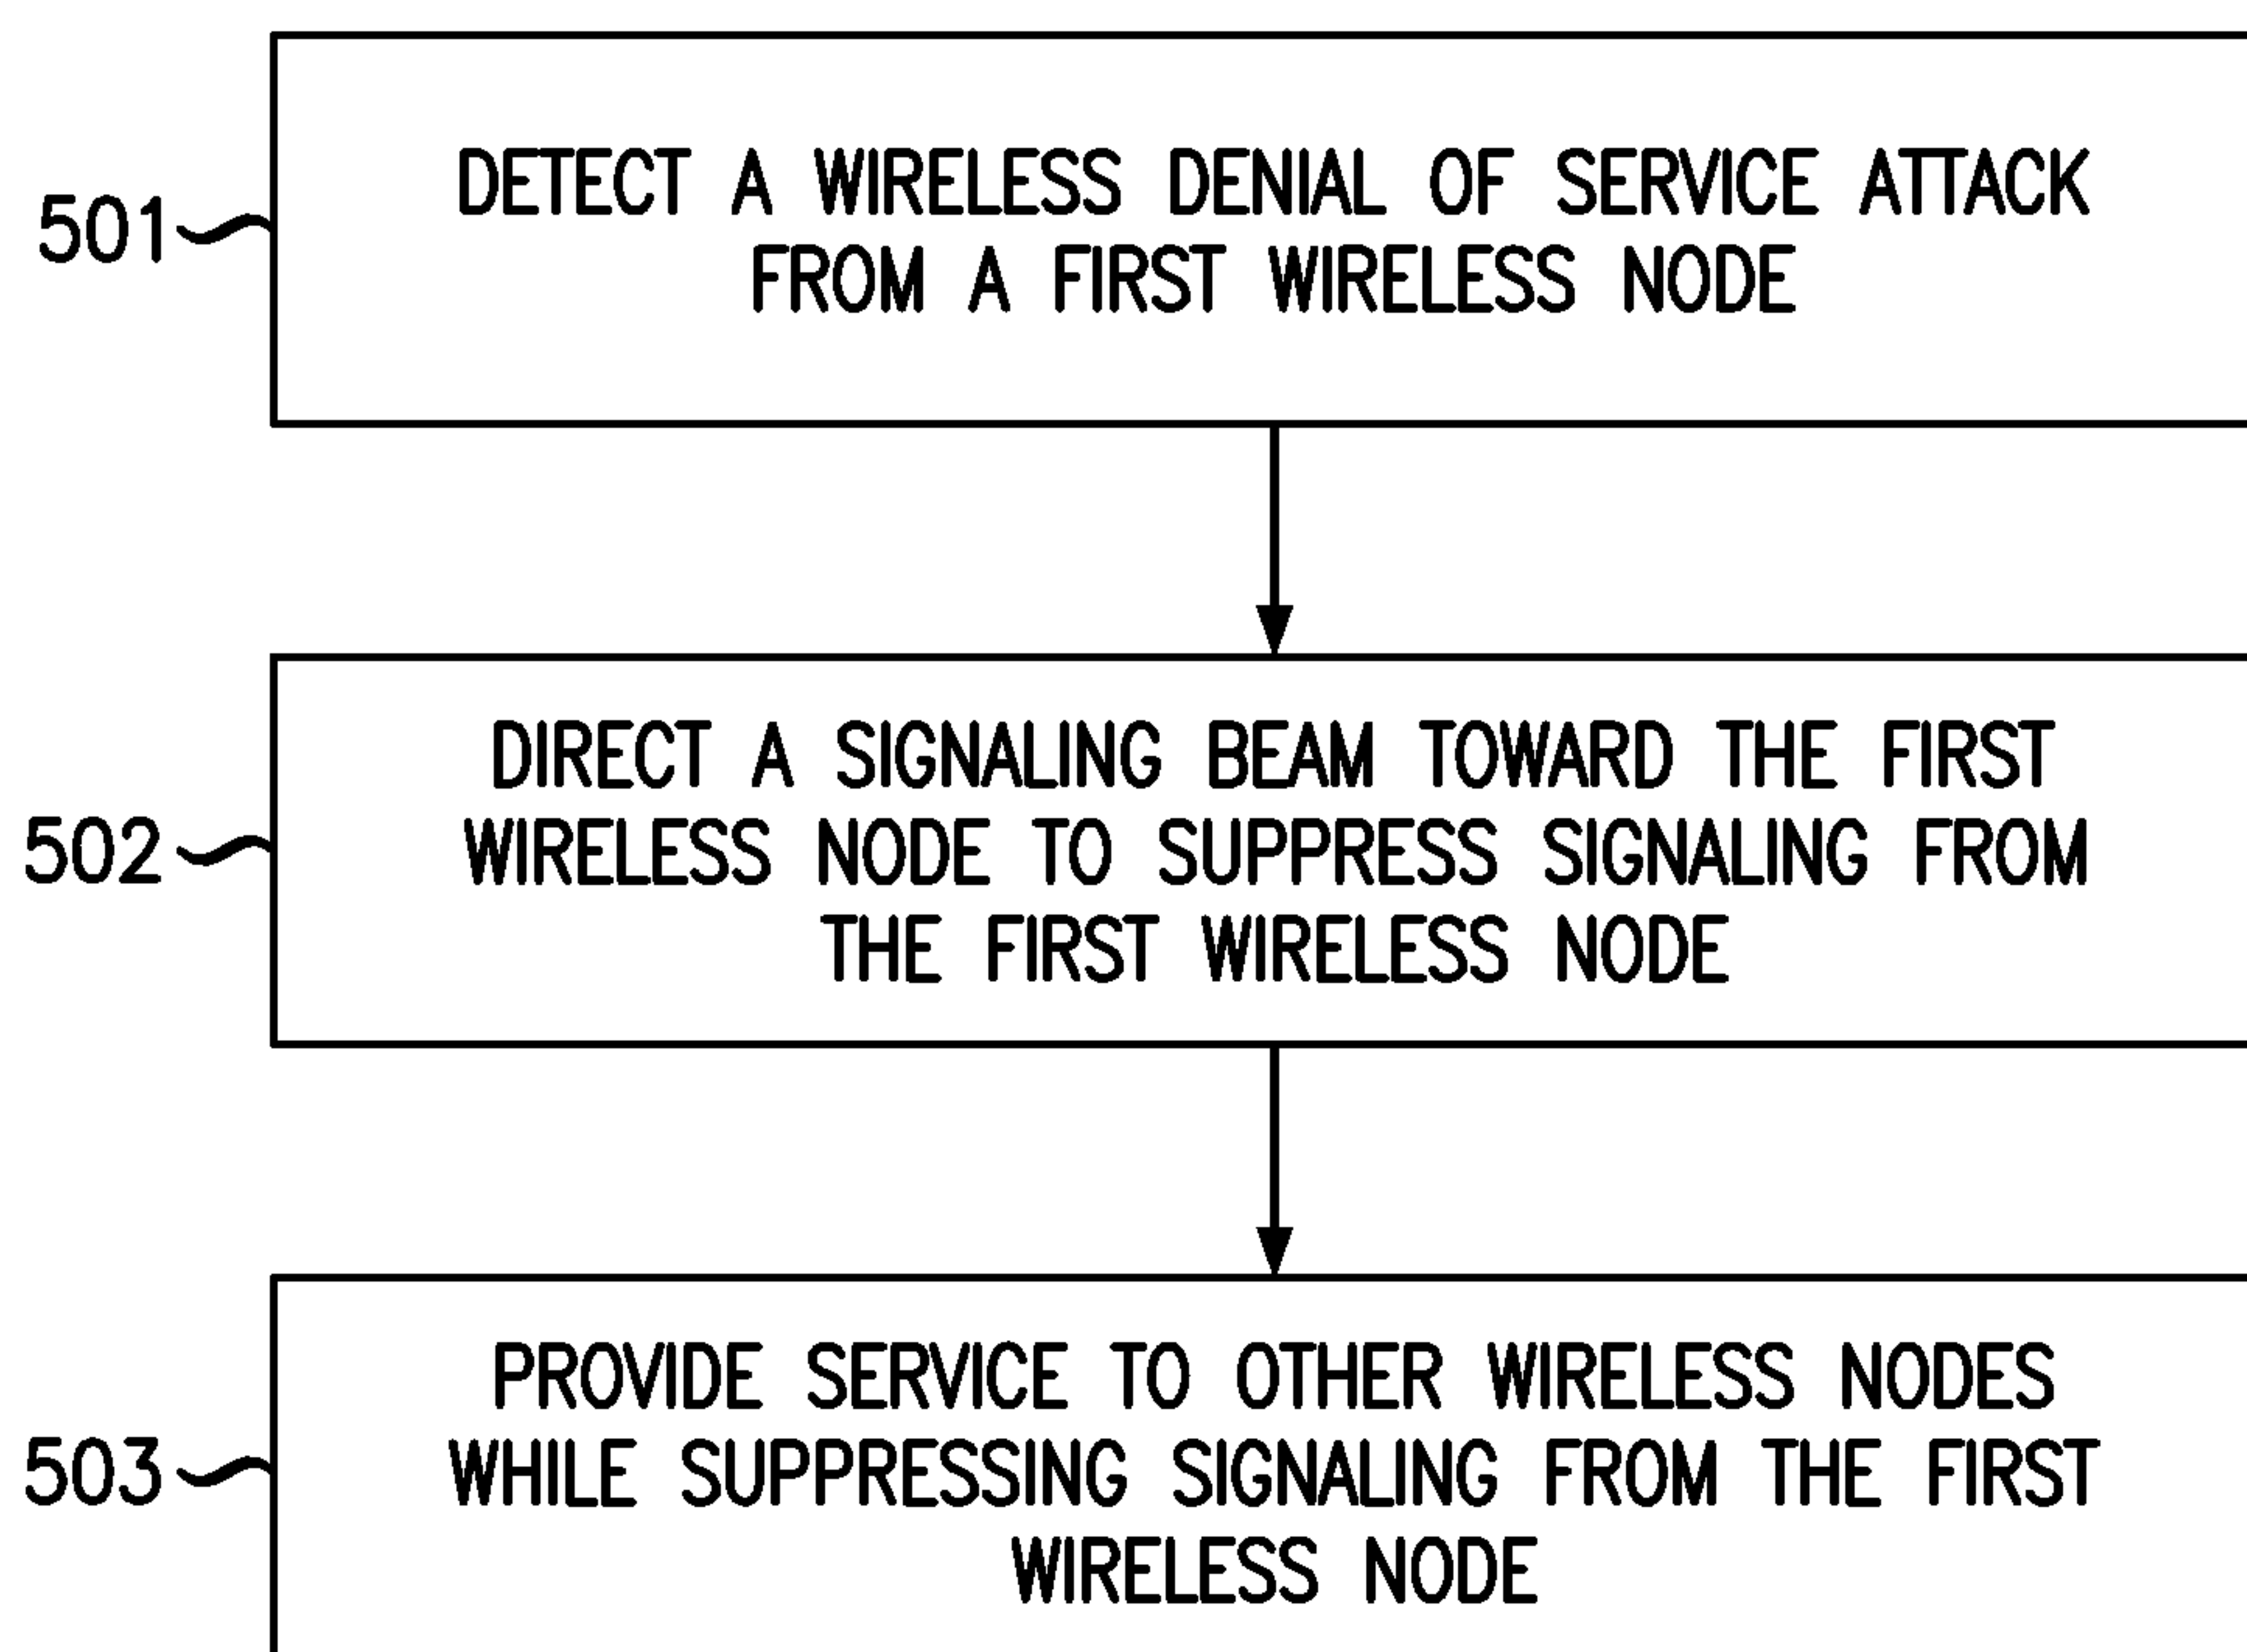 DETECT A WIRELESS DENIAL OF SERVICE ATTACK
501
FROM A FIRST WIRELESS NODE
DIRECT A SIGNALING BEAM TOWARD THE FIRST
502
WIRELESS NODE TO SUPPRESS SIGNALING FROM
THE FIRST WIRELESS NODE
PROVIDE SERVICE TO OTHER WIRELESS NODES
503
WHILE SUPPRESSING SIGNALING FROM THE FIRST
WIRELESS NODE